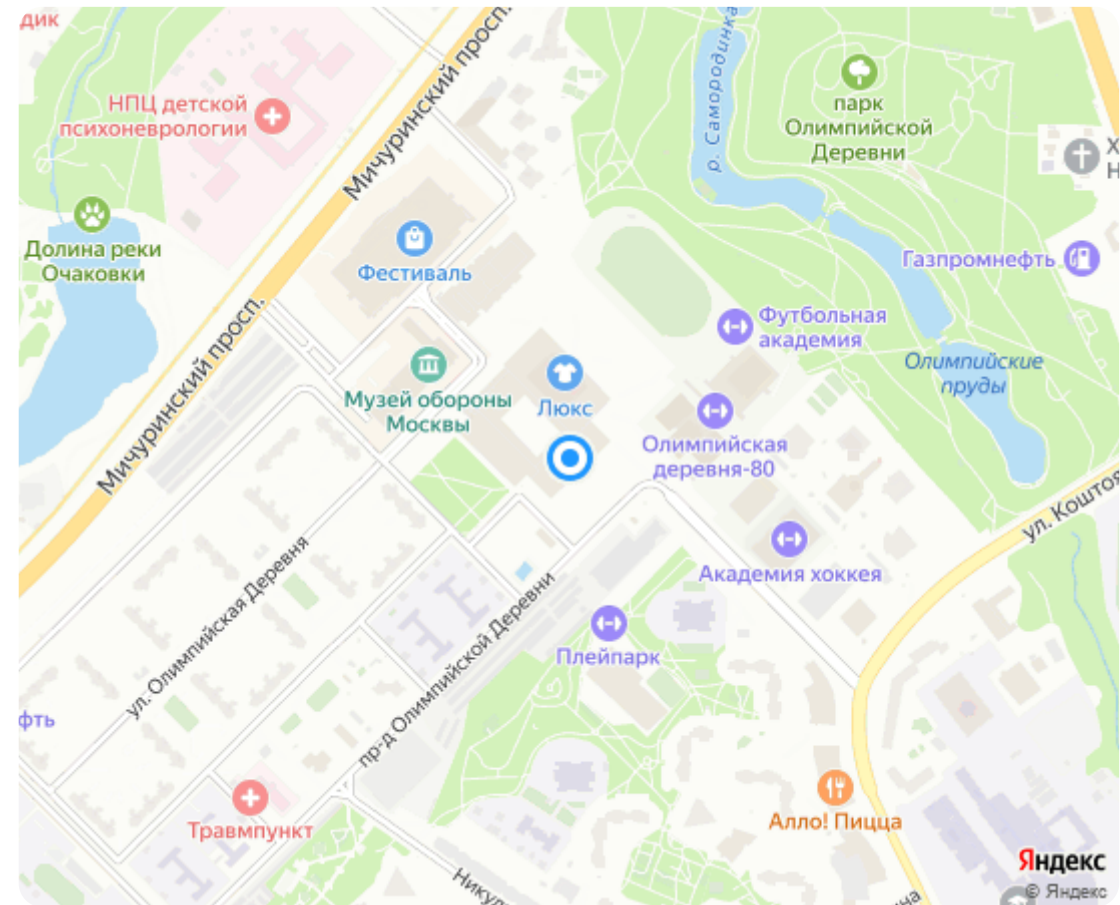 дик
Мичуринский просп.
НПЦ детской
психоневрологии
р. Самородинка
парк
Олимпийской
Деревни
Х
Н
Долина реки
Очаковки
Фестиваль
Газпромнефть
Мичуринский просп.
Футбольная
академия
Музей обороны
Москвы
Люкс
Олимпийские
пруды
Олимпийская
деревня-80
ул. Коштоя
ул. Олимпийская Деревня
Академия хоккея
пр-д Олимпийской Деревни
Плейпарк
фть
Травмпункт
Алло! Пицца
Никул
ина
Яндекс
© Яндекс